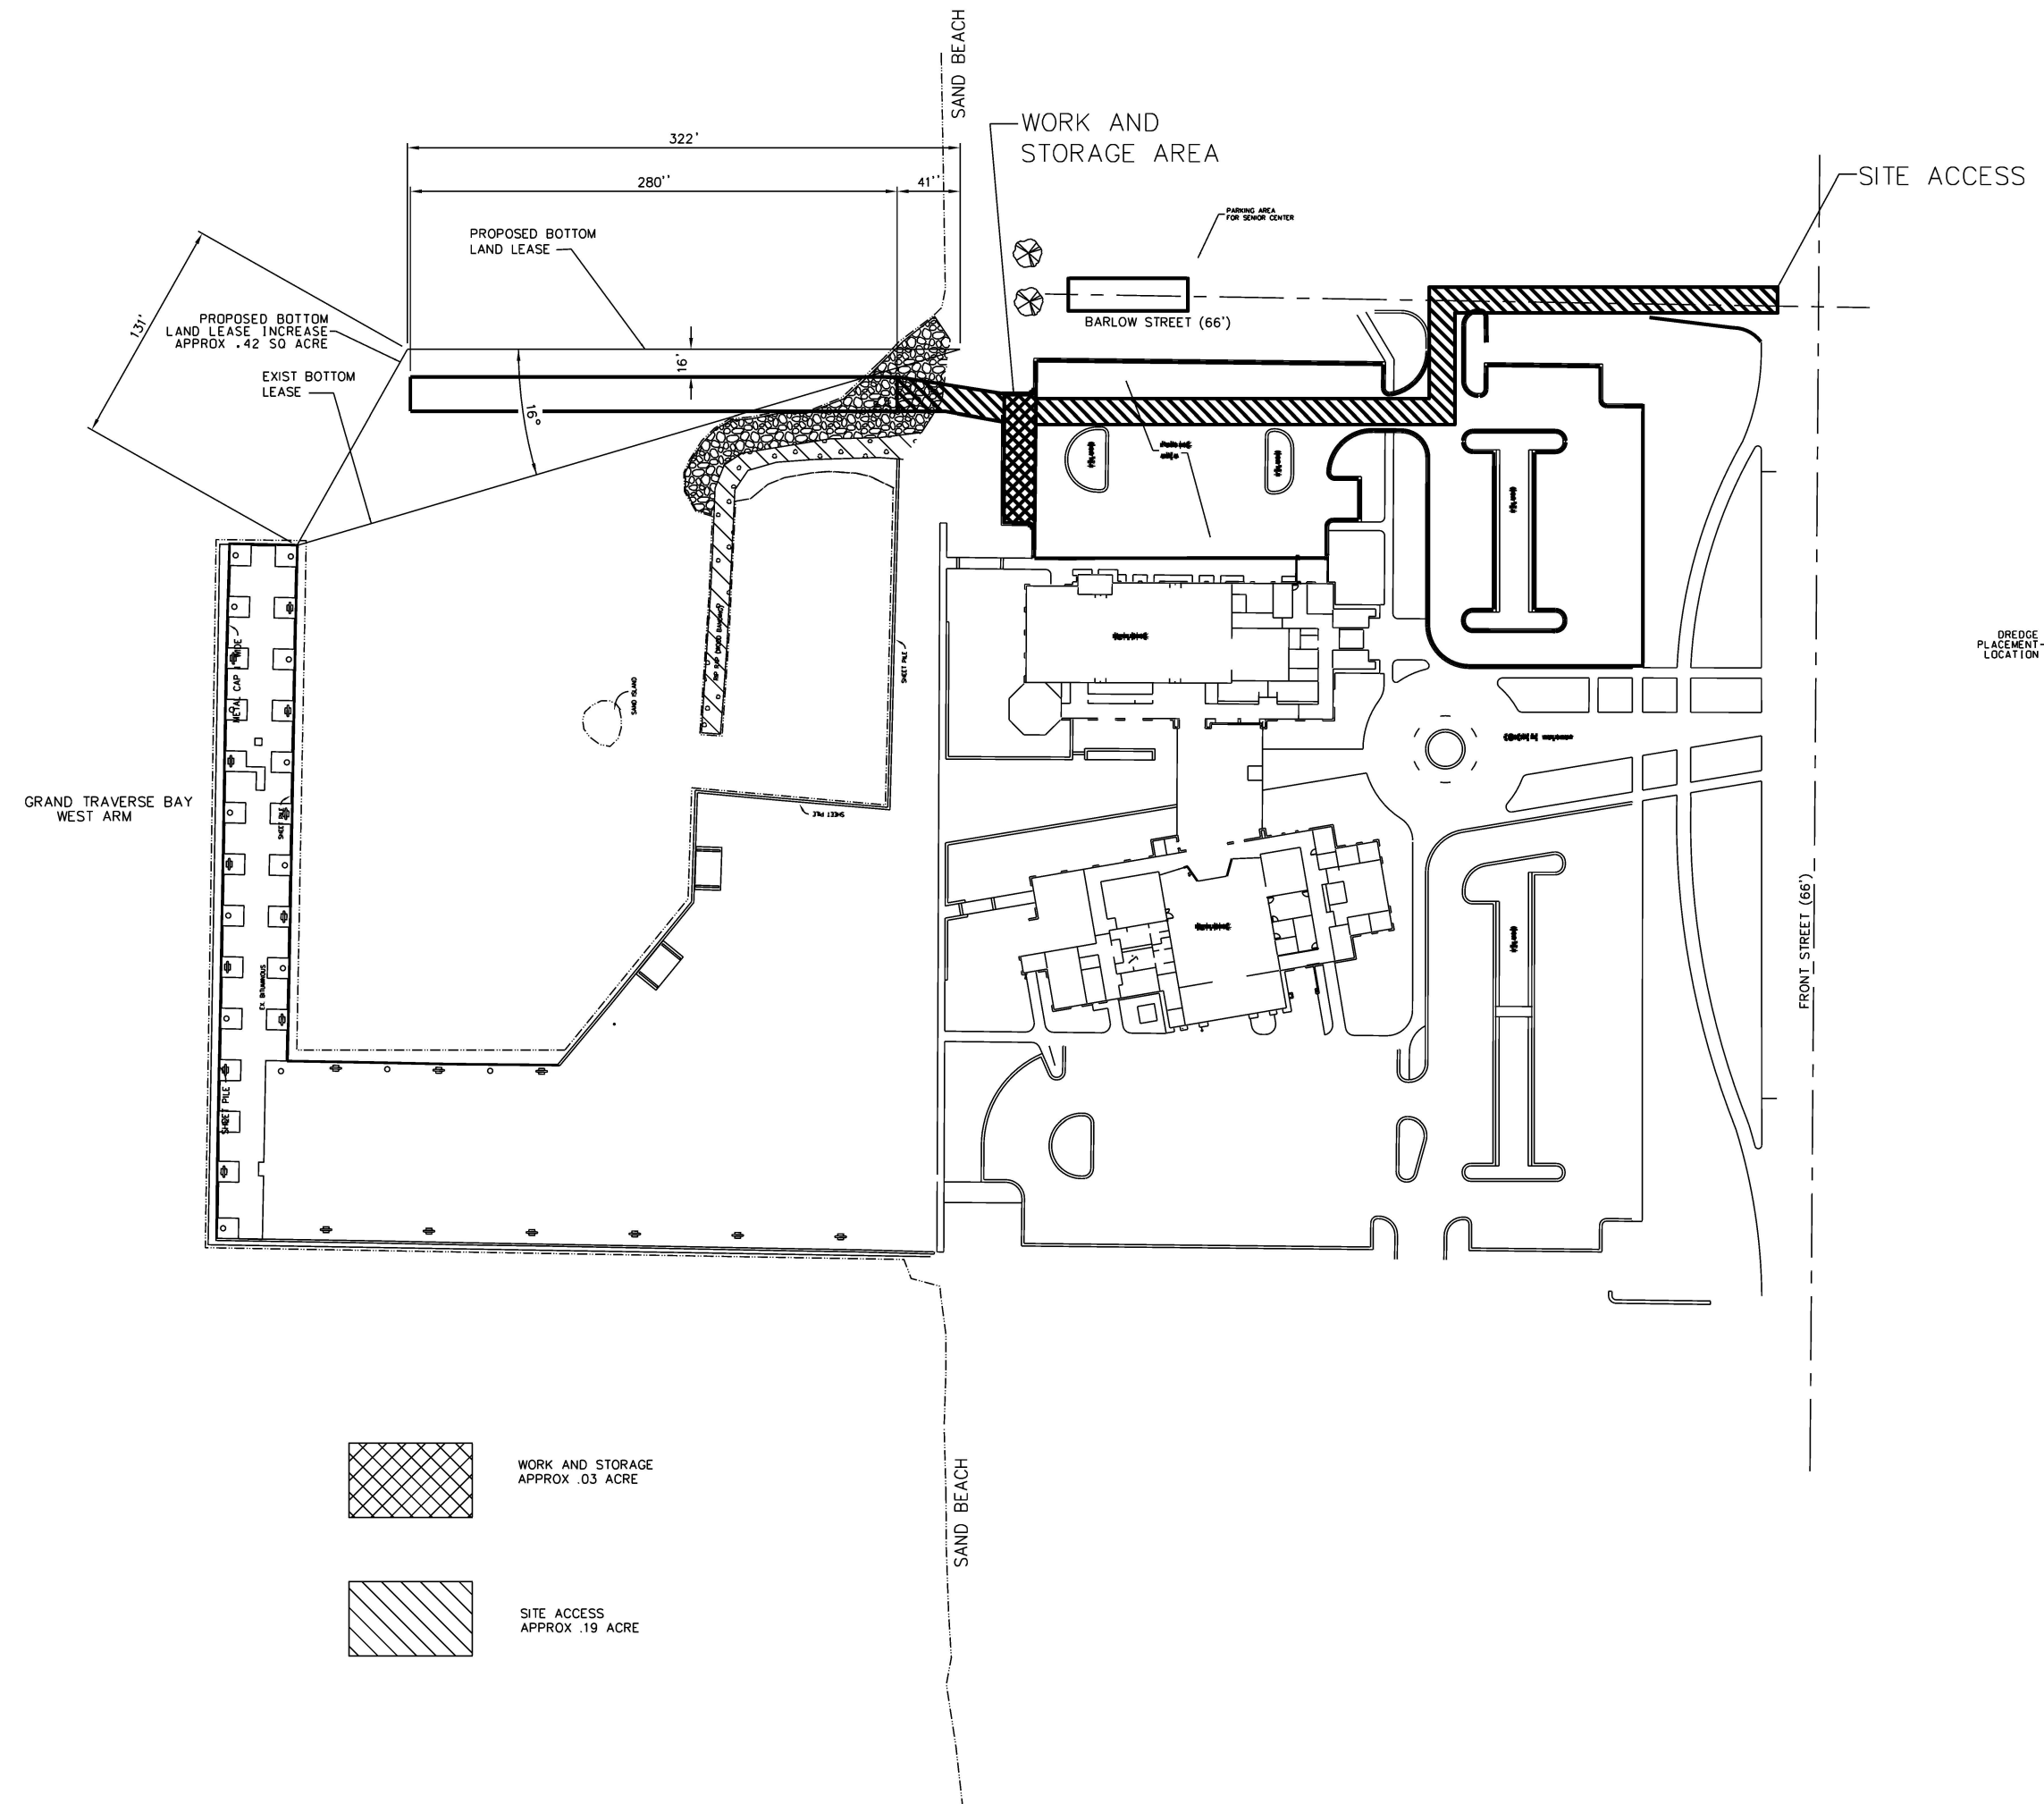 SAND BEACH
WORK AND
STORAGE AREA
322'
SITE ACCESS
280''
41''
PARKING AREA
FOR SENIOR CENTER
PROPOSED BOTTOM
LAND LEASE
131'
PROPOSED BOTTOM
LAND LEASE INCREASE
APPROX .42 SQ ACRE
BARLOW STREET (66')
16'
EXIST BOTTOM
LEASE
16°
DREDGE
PLACEMENT
LOCATION
METAL CAP 1' WIDE
SAND ISLAND
SHEET PILE
GRAND TRAVERSE BAY
WEST ARM
SHEET PILE
SHEET PILE
FRONT STREET (66')
EX. BITUMINOUS
SHEET PILE
WORK AND STORAGE
APPROX .03 ACRE
SAND BEACH
SITE ACCESS
APPROX .19 ACRE